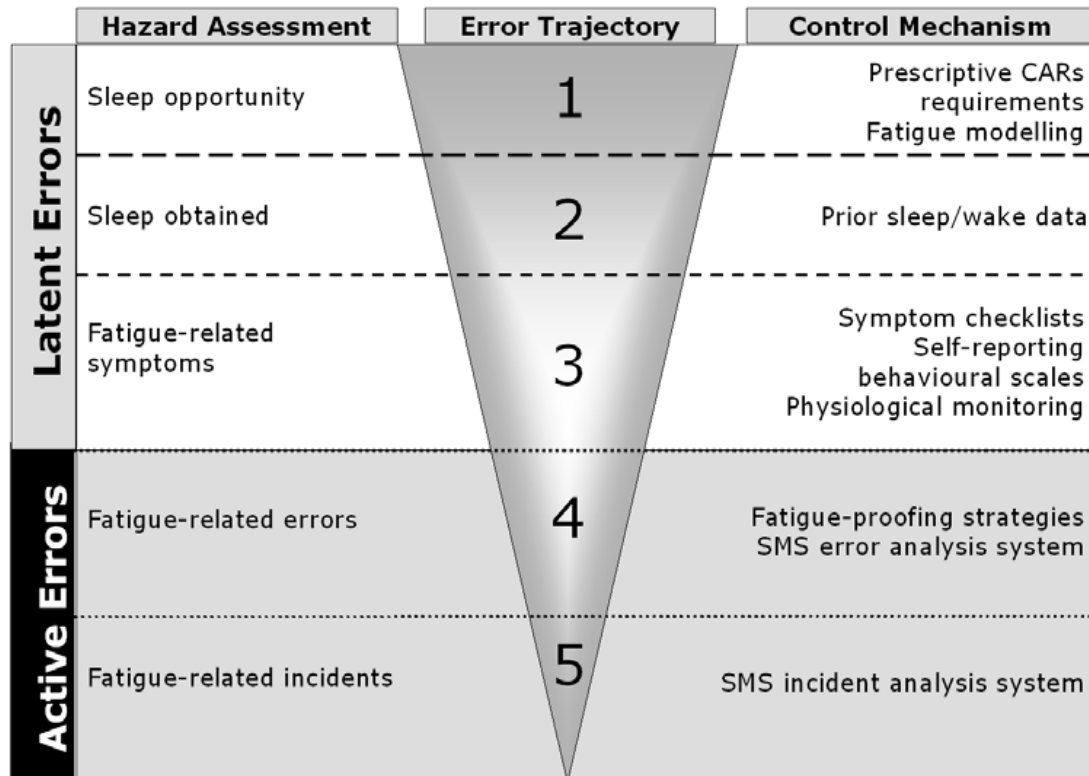 Hazard Assessment
Error Trajectory
Control Mechanism
Latent Errors
Sleep opportunity
1
Prescriptive CARs
requirements
Fatigue modelling
Sleep obtained
2
Prior sleep/wake data
Fatigue-related
symptoms
3
Symptom checklists
Self-reporting
behavioural scales
Physiological monitoring
Active Errors
Fatigue-related errors
4
Fatigue-proofing strategies
SMS error analysis system
Fatigue-related incidents
5
SMS incident analysis system